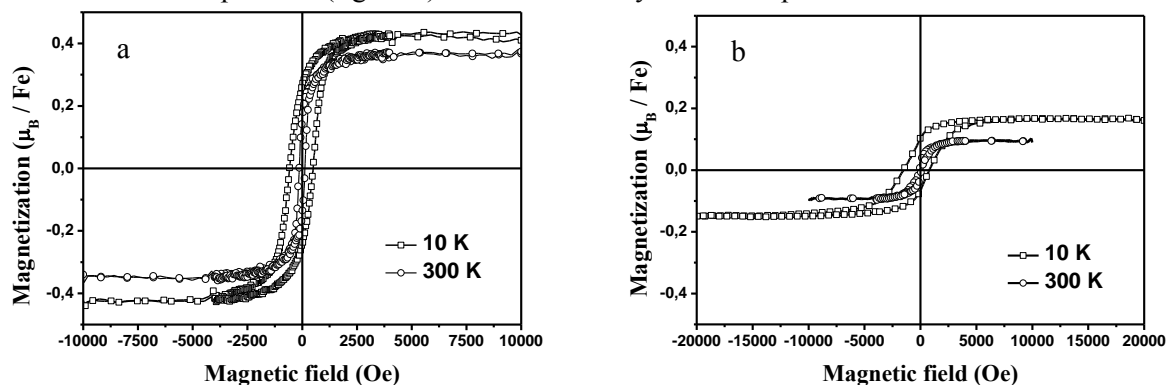 a
0,4
0,2
0,0
-0,2
-0,4
Magnetization (μB / Fe)
10 K
300 K
-10000 -7500 -5000 -2500 0 2500 5000 7500 10000
Magnetic field (Oe)
b
0,4
0,2
0,0
-0,2
-0,4
Magnetization (μB / Fe)
10 K
300 K
-20000 -15000 -10000 -5000 0 5000 10000 15000 20000
Magnetic field (Oe)